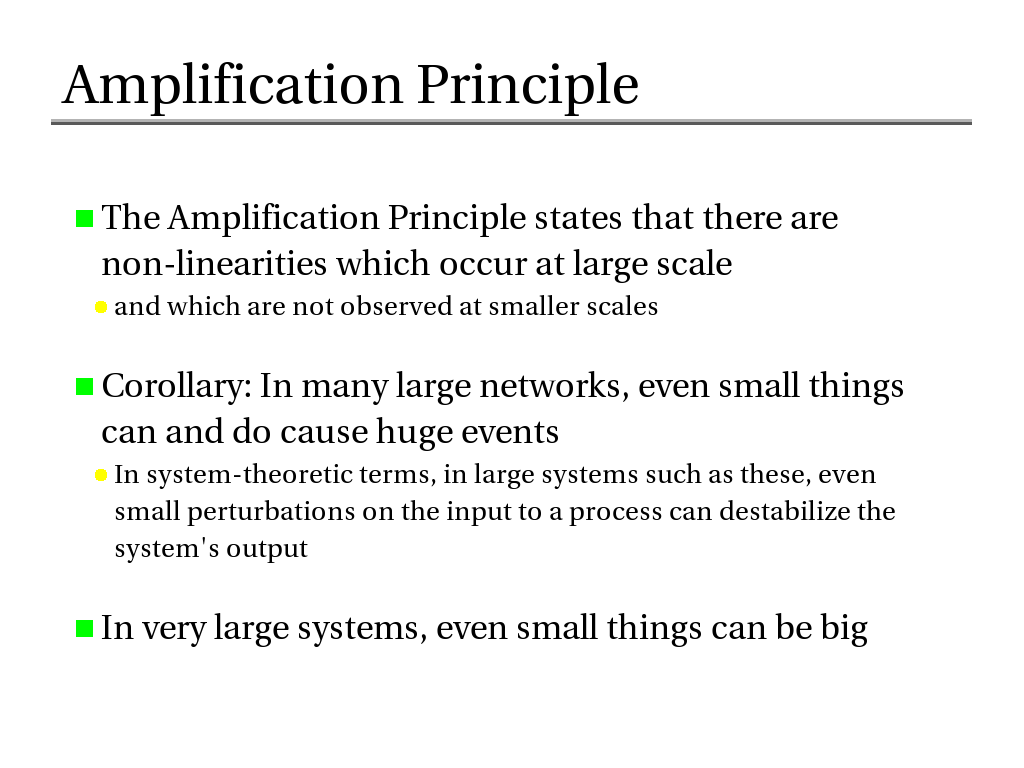 Amplification Principle
The Amplification Principle states that there are
non-linearities which occur at large scale
and which are not observed at smaller scales
Corollary: In many large networks, even small things
can and do cause huge events
In system-theoretic terms, in large systems such as these, even
small perturbations on the input to a process can destabilize the
system's output
In very large systems, even small things can be big